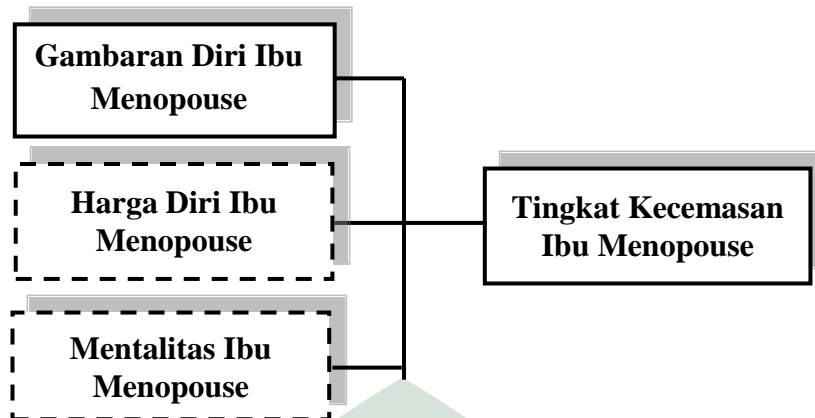 Gambaran Diri Ibu
Menopouse
Harga Diri Ibu
Menopouse
Mentalitas Ibu
Menopouse
Tingkat Kecemasan
Ibu Menopouse